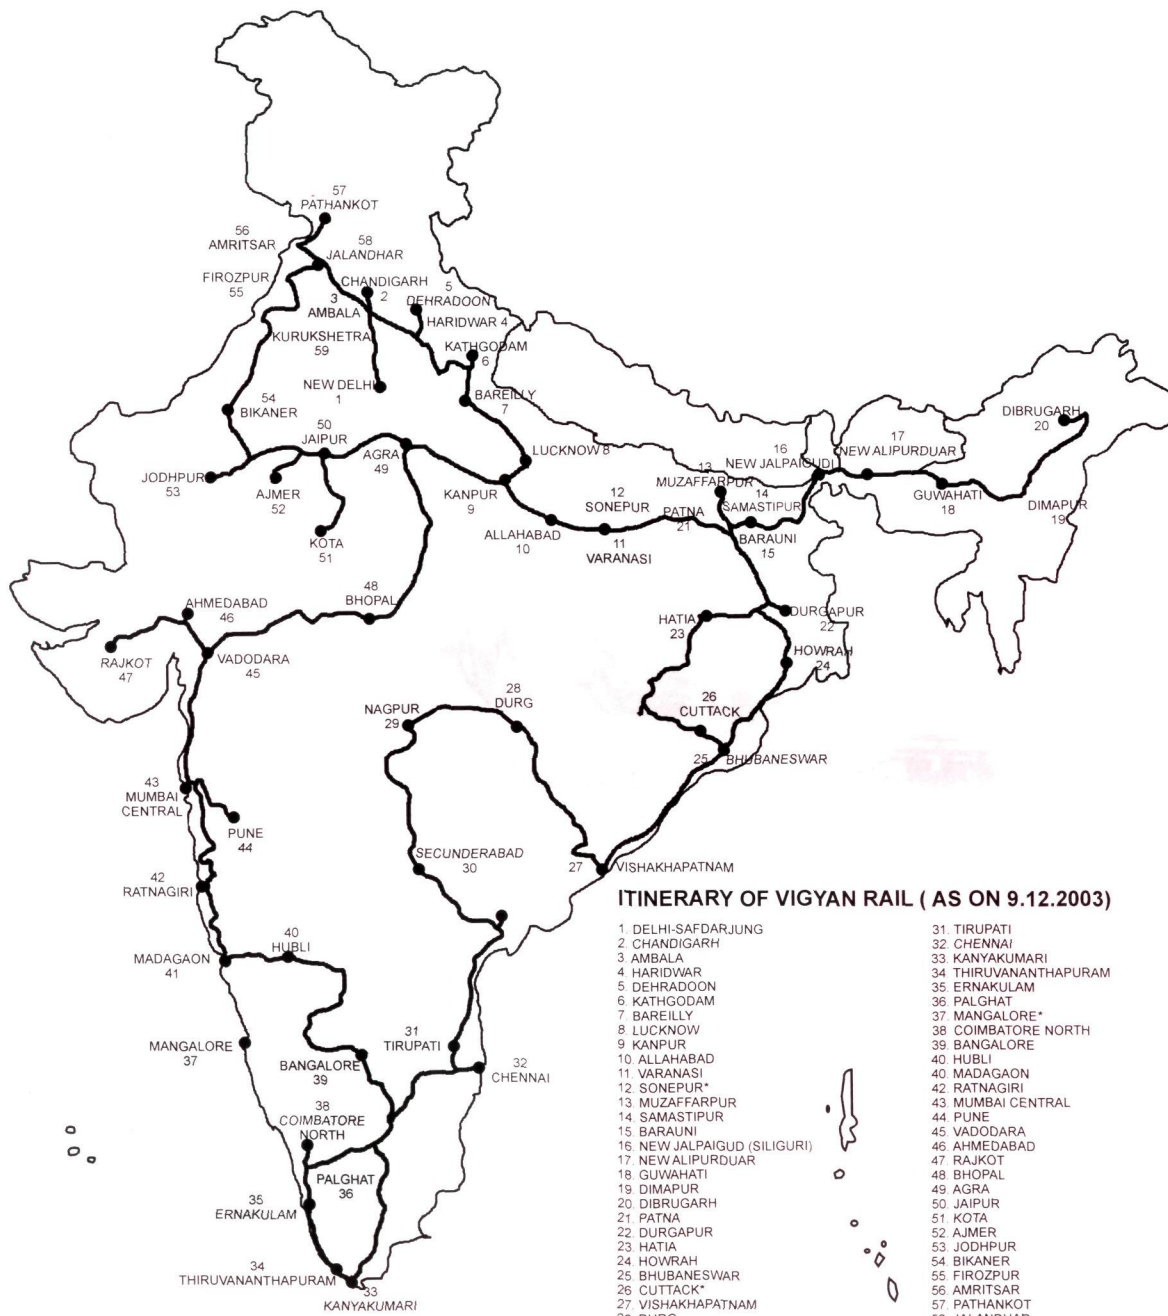 57
PATHANKOT
56
AMRITSAR
58
JALANDHAR
FIROZPUR
55
CHANDIGARH
2
3
AMBALA
5
DEHRADOON
HARIDWAR 4
KURUKSHETRA
59
KATHGODAM
6
NEW DELHI
1
BAREILLY
7
54
BIKANER
DIBRUGARH
20
50
JAIPUR
AGRA
49
LUCKNOW 8
16
NEW JALPAIGUDI
17
NEW ALIPURDUAR
JODHPUR
53
AJMER
52
KANPUR
9
13
MUZAFFARPUR
12
SONEPUR
14
SAMASTIPUR
PATNA
21
GUWAHATI
18
DIMAPUR
19
KOTA
51
ALLAHABAD
10
11
VARANASI
BARAUNI
15
48
BHOPAL
AHMEDABAD
46
HATIA
23
DURGAPUR
22
RAJKOT
47
VADODARA
45
HOWRAH
24
28
DURG
NAGPUR
29
26
CUTTACK
25
BHUBANESWAR
43
MUMBAI
CENTRAL
PUNE
44
SECUNDERABAD
30
27
VISHAKHAPATNAM
42
RATNAGIRI
40
HUBLI
MADAGAON
41
MANGALORE
37
31
TIRUPATI
BANGALORE
39
32
CHENNAI
38
COIMBATORE
NORTH
PALGHAT
36
35
ERNAKULAM
34
THIRUVANANTHAPURAM
33
KANYAKUMARI
ITINERARY OF VIGYAN RAIL ( AS ON 9.12.2003)
1. DELHI-SAFDARJUNG
2. CHANDIGARH
3. AMBALA
4. HARIDWAR
5. DEHRADOON
6. KATHGODAM
7. BAREILLY
8. LUCKNOW
9. KANPUR
10. ALLAHABAD
11. VARANASI
12. SONEPUR*
13. MUZAFFARPUR
14. SAMASTIPUR
15. BARAUNI
16. NEW JALPAIGUD (SILIGURI)
17. NEW ALIPURDUAR
18. GUWAHATI
19. DIMAPUR
20. DIBRUGARH
21. PATNA
22. DURGAPUR
23. HATIA
24. HOWRAH
25. BHUBANESWAR
26. CUTTACK*
27. VISHAKHAPATNAM
28. DURG
31. TIRUPATI
32. CHENNAI
33. KANYAKUMARI
34. THIRUVANANTHAPURAM
35. ERNAKULAM
36. PALGHAT
37. MANGALORE*
38. COIMBATORE NORTH
39. BANGALORE
40. HUBLI
40. MADAGAON
42. RATNAGIRI
43. MUMBAI CENTRAL
44. PUNE
45. VADODARA
46. AHMEDABAD
47. RAJKOT
48. BHOPAL
49. AGRA
50. JAIPUR
51. KOTA
52. AJMER
53. JODHPUR
54. BIKANER
55. FIROZPUR
56. AMRITSAR
57. PATHANKOT
58. JALANDHAR